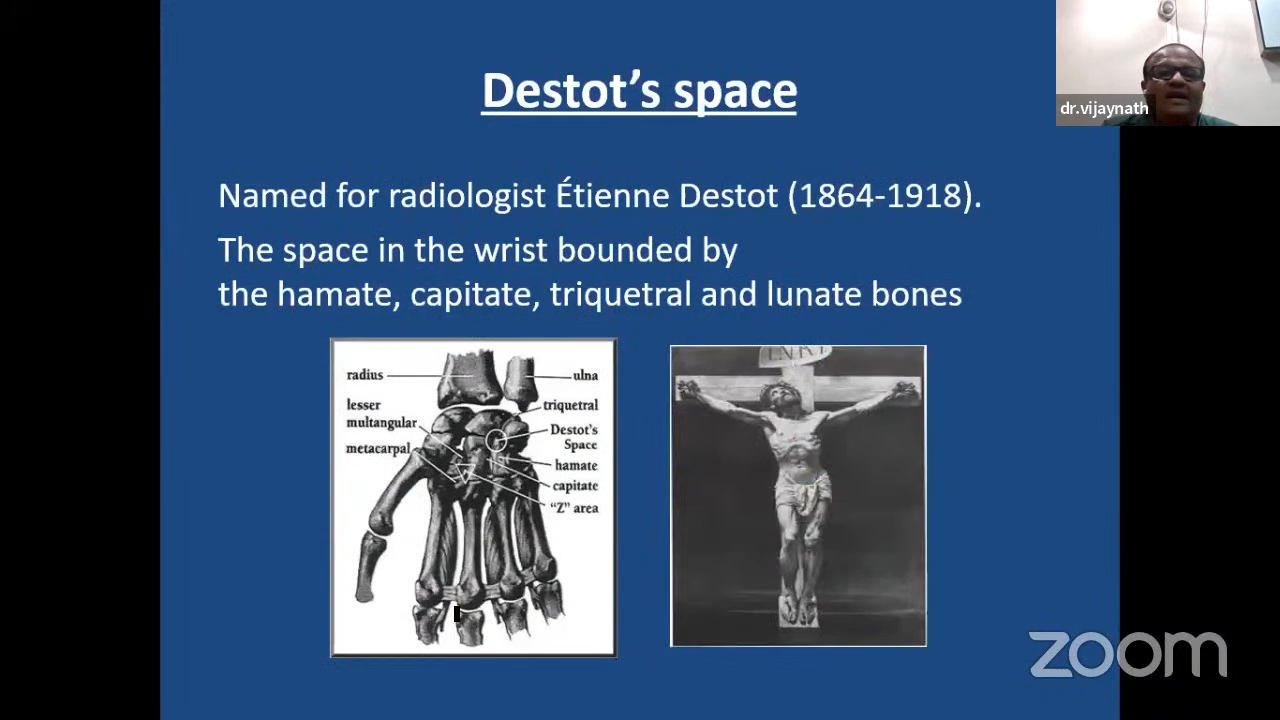 Destot’s space
dr.vijaynath
Named for radiologist Étienne Destot (1864-1918).
The space in the wrist bounded by
the hamate, capitate, triquetral and lunate bones
radius
ulna
lesser
multangular
metacarpal
triquetral
Destot's
Space
hamate
capitate
“Z” area
I.N.R.I
zoom